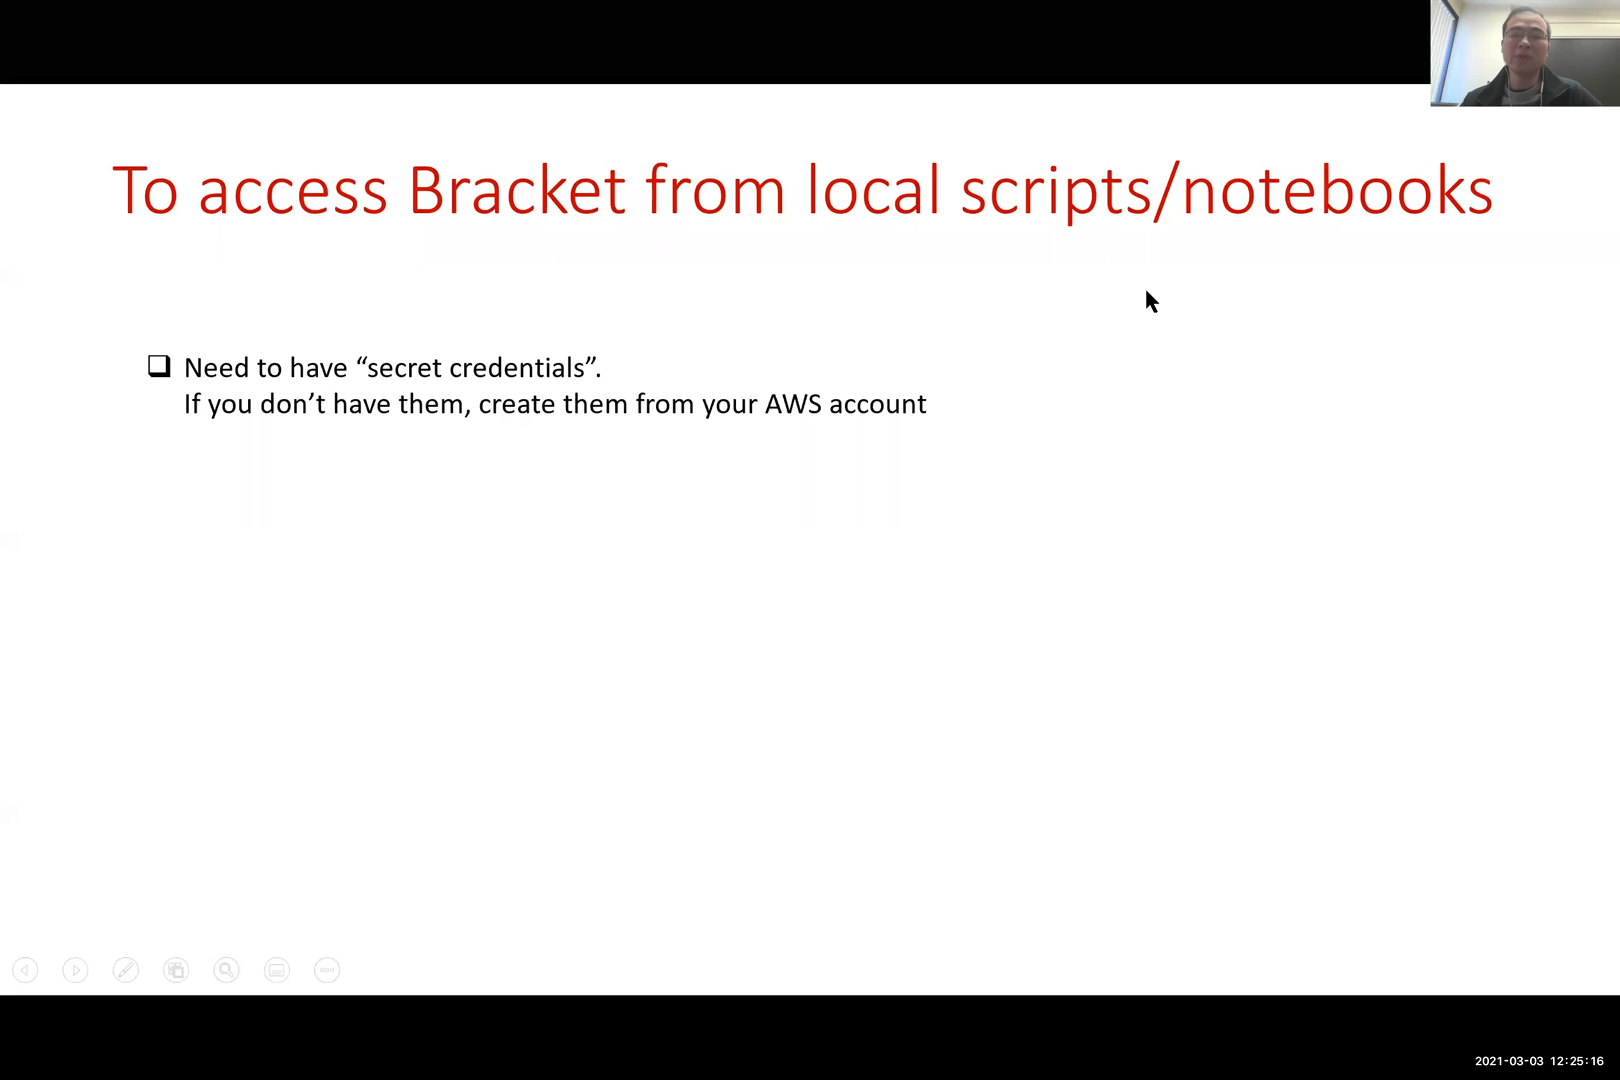 To access Bracket from local scripts/notebooks
❑ Need to have “secret credentials”.
If you don’t have them, create them from your AWS account
2021-03-03 12:25:16